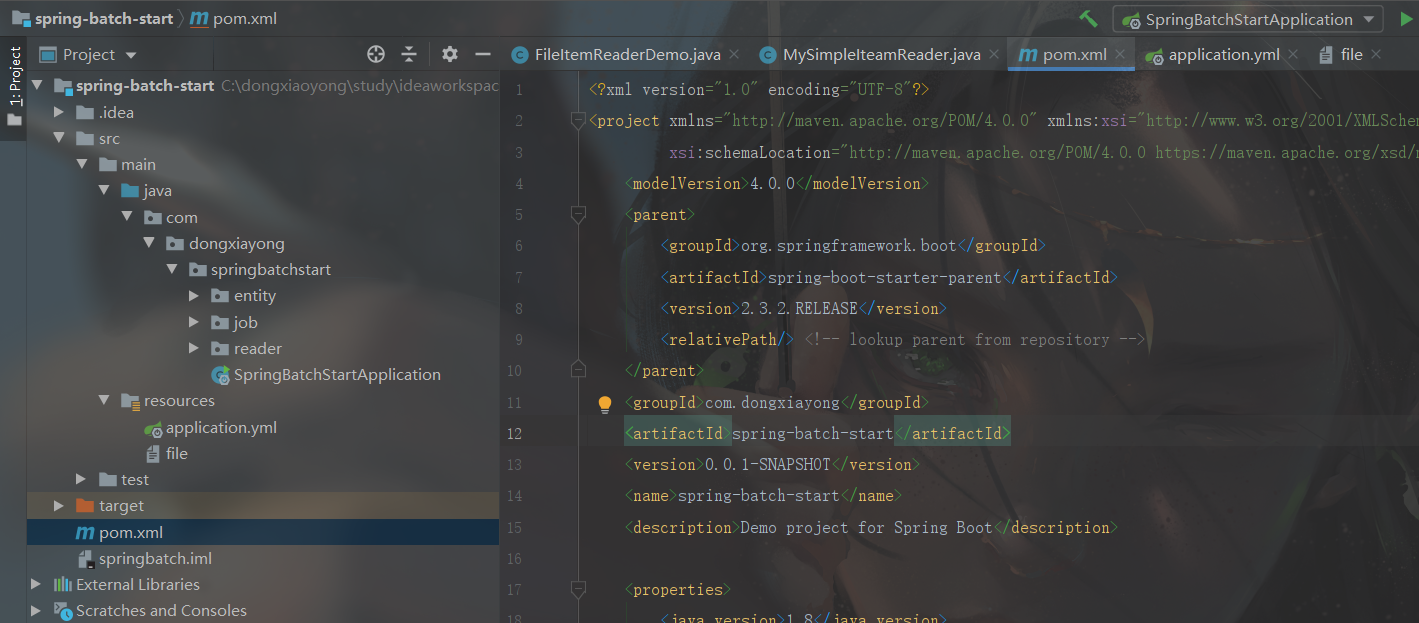 spring-batch-start pom.xml
SpringBatchStartApplication
1: Project
Project
FileItemReaderDemo.java MySimpleIteamReader.java pom.xml application.yml file
spring-batch-start C:\dongxiaoyong\study\ideaworkspac
.idea
src
main
java
com
dongxiayong
springbatchstart
entity
job
reader
SpringBatchStartApplication
resources
application.yml
file
test
target
pom.xml
springbatch.iml
External Libraries
Scratches and Consoles
1 <?xml version="1.0" encoding="UTF-8"?>
2 <project xmlns="http://maven.apache.org/POM/4.0.0" xmlns:xsi="http://www.w3.org/2001/XMLSchem
3 xsi:schemaLocation="http://maven.apache.org/POM/4.0.0 https://maven.apache.org/xsd/
4 <modelVersion>4.0.0</modelVersion>
5 <parent>
6 <groupId>org.springframework.boot</groupId>
7 <artifactId>spring-boot-starter-parent</artifactId>
8 <version>2.3.2.RELEASE</version>
9 <relativePath/> <!-- lookup parent from repository -->
10 </parent>
11 <groupId>com.dongxiayong</groupId>
12 <artifactId>spring-batch-start</artifactId>
13 <version>0.0.1-SNAPSHOT</version>
14 <name>spring-batch-start</name>
15 <description>Demo project for Spring Boot</description>
16
17 <properties>
18 <java.version>1.8</java.version>